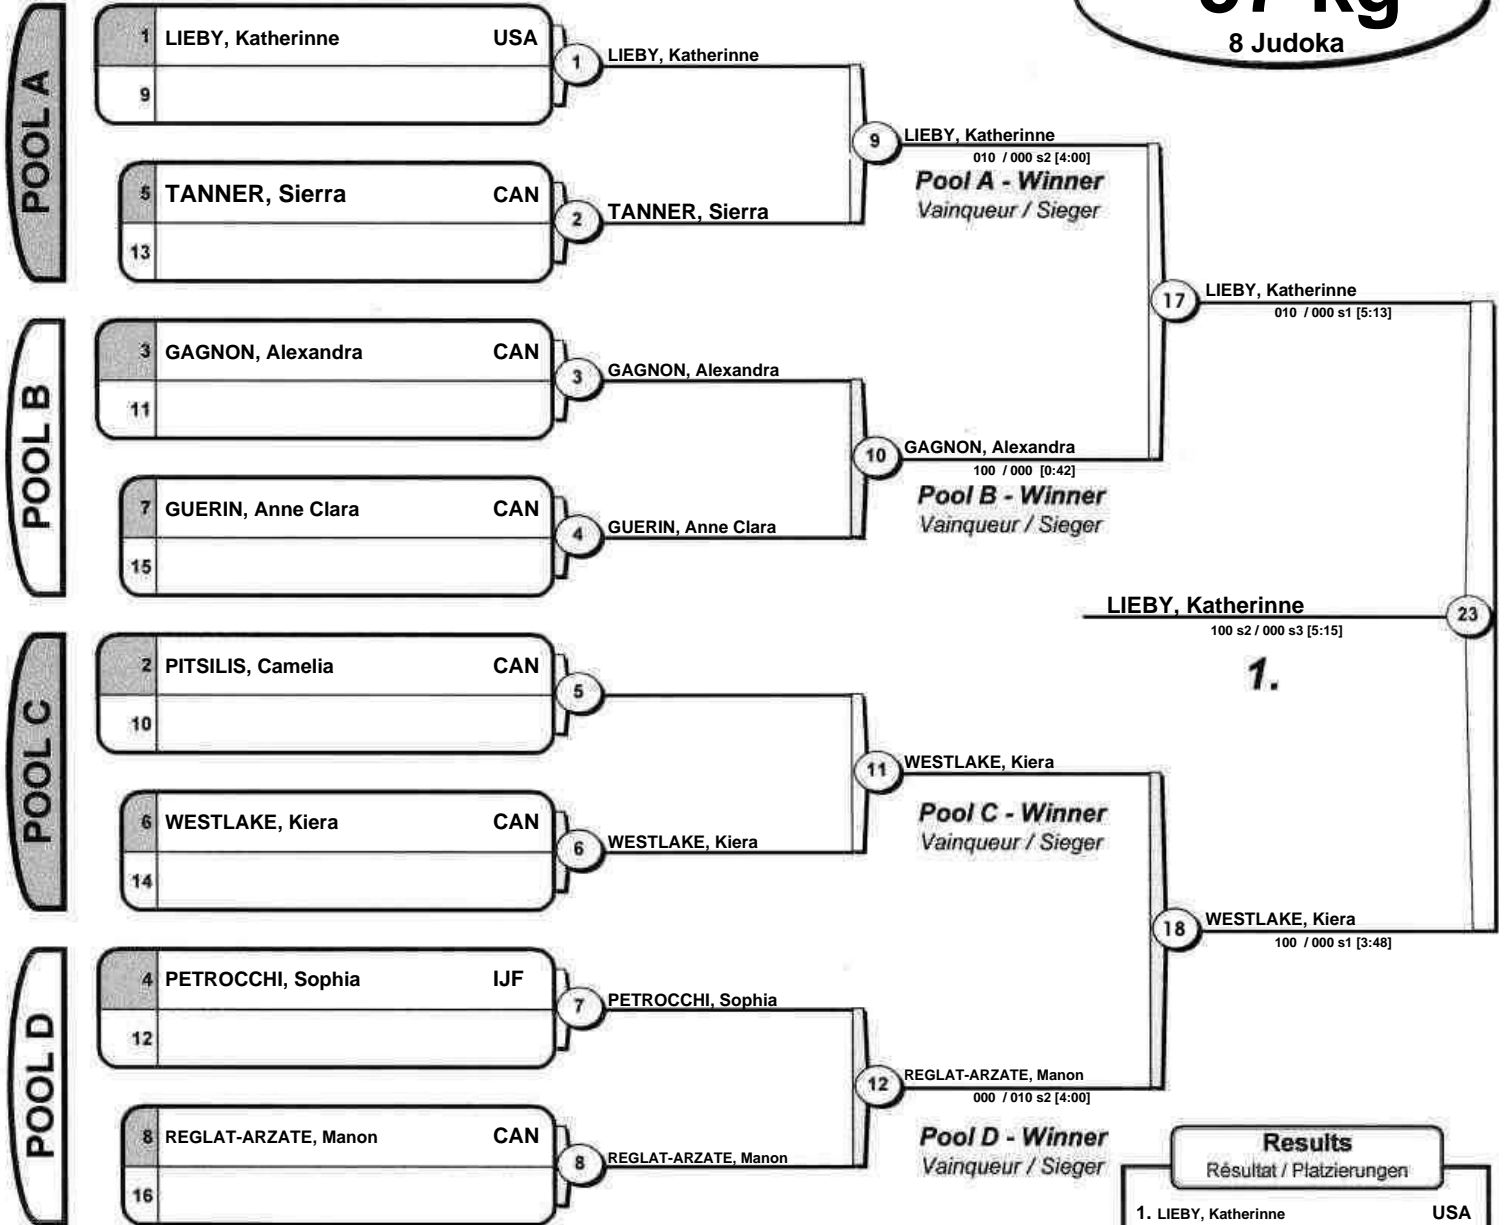 8 Judoka
POOL A
1 LIEBY, Katherinne USA
9
1 LIEBY, Katherinne
5 TANNER, Sierra CAN
13
2 TANNER, Sierra
9 LIEBY, Katherinne
010 / 000 s2 [4:00]
Pool A - Winner
Vainqueur / Sieger
POOL B
3 GAGNON, Alexandra CAN
11
3 GAGNON, Alexandra
7 GUERIN, Anne Clara CAN
15
4 GUERIN, Anne Clara
10 GAGNON, Alexandra
100 / 000 [0:42]
Pool B - Winner
Vainqueur / Sieger
17 LIEBY, Katherinne
010 / 000 s1 [5:13]
LIEBY, Katherinne 23
100 s2 / 000 s3 [5:15]
1.
POOL C
2 PITSILIS, Camelia CAN
10
5
6 WESTLAKE, Kiera CAN
14
6 WESTLAKE, Kiera
11 WESTLAKE, Kiera
Pool C - Winner
Vainqueur / Sieger
18 WESTLAKE, Kiera
100 / 000 s1 [3:48]
POOL D
4 PETROCCHI, Sophia IJF
12
7 PETROCCHI, Sophia
8 REGLAT-ARZATE, Manon CAN
16
8 REGLAT-ARZATE, Manon
12 REGLAT-ARZATE, Manon
000 / 010 s2 [4:00]
Pool D - Winner
Vainqueur / Sieger
Results
Résultat / Platzierungen
1. LIEBY, Katherinne USA